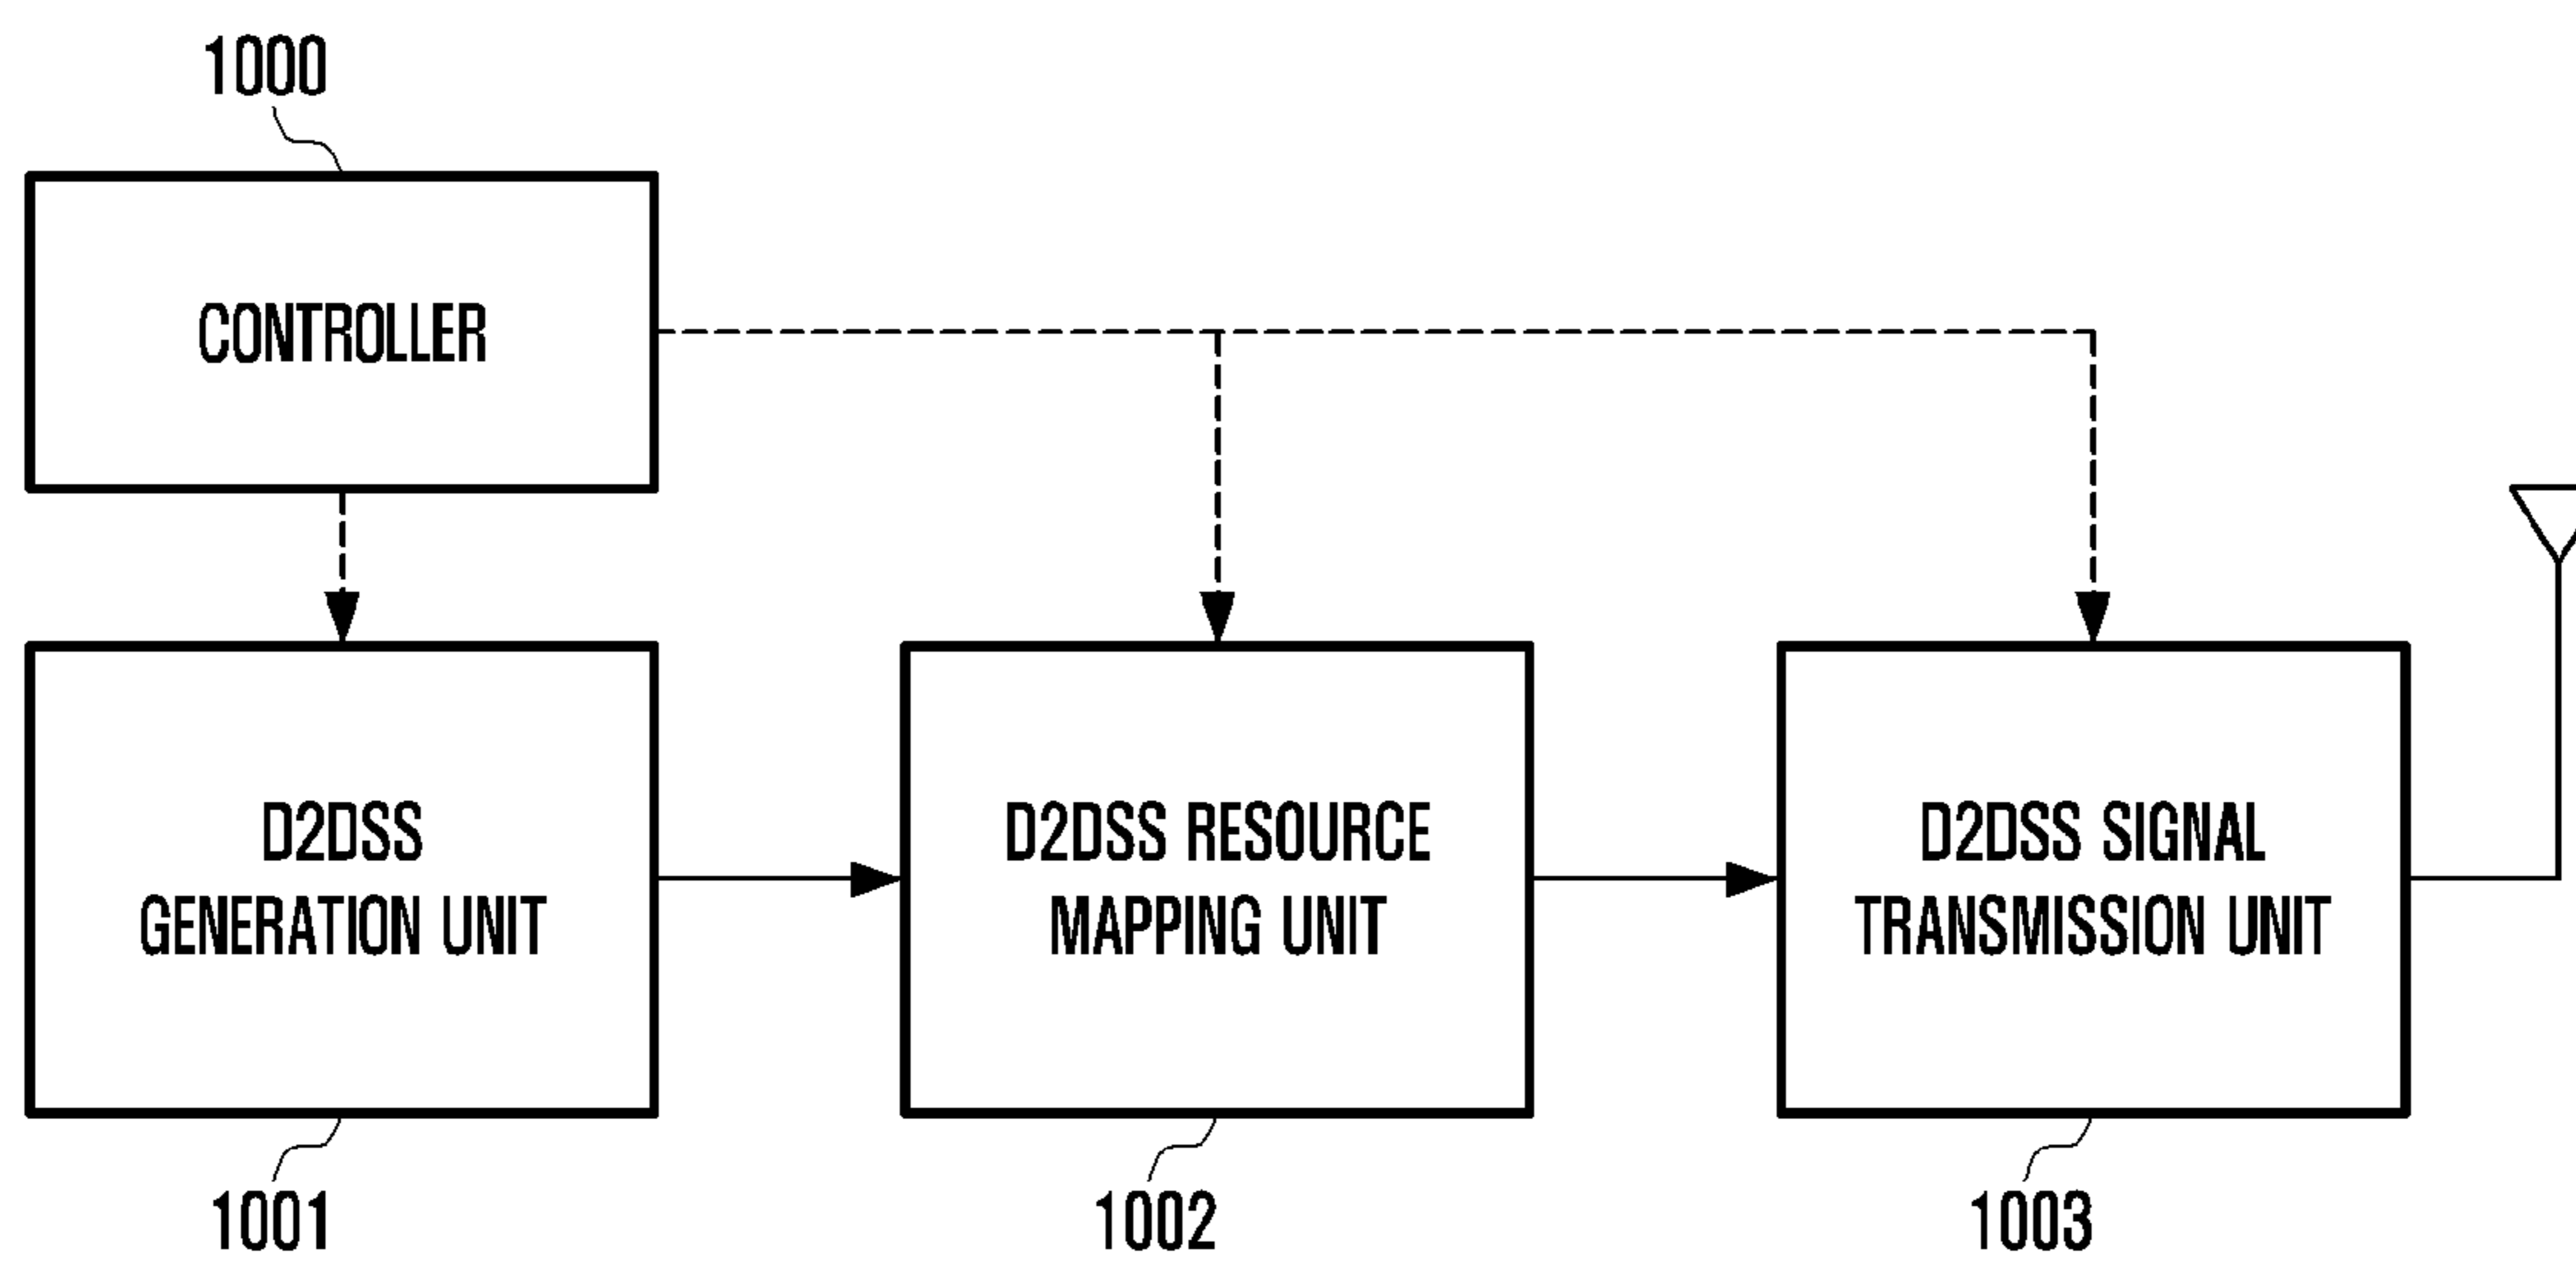 1000
CONTROLLER
D2DSS
GENERATION UNIT
D2DSS RESOURCE
MAPPING UNIT
D2DSS SIGNAL
TRANSMISSION UNIT
1001
1002
1003